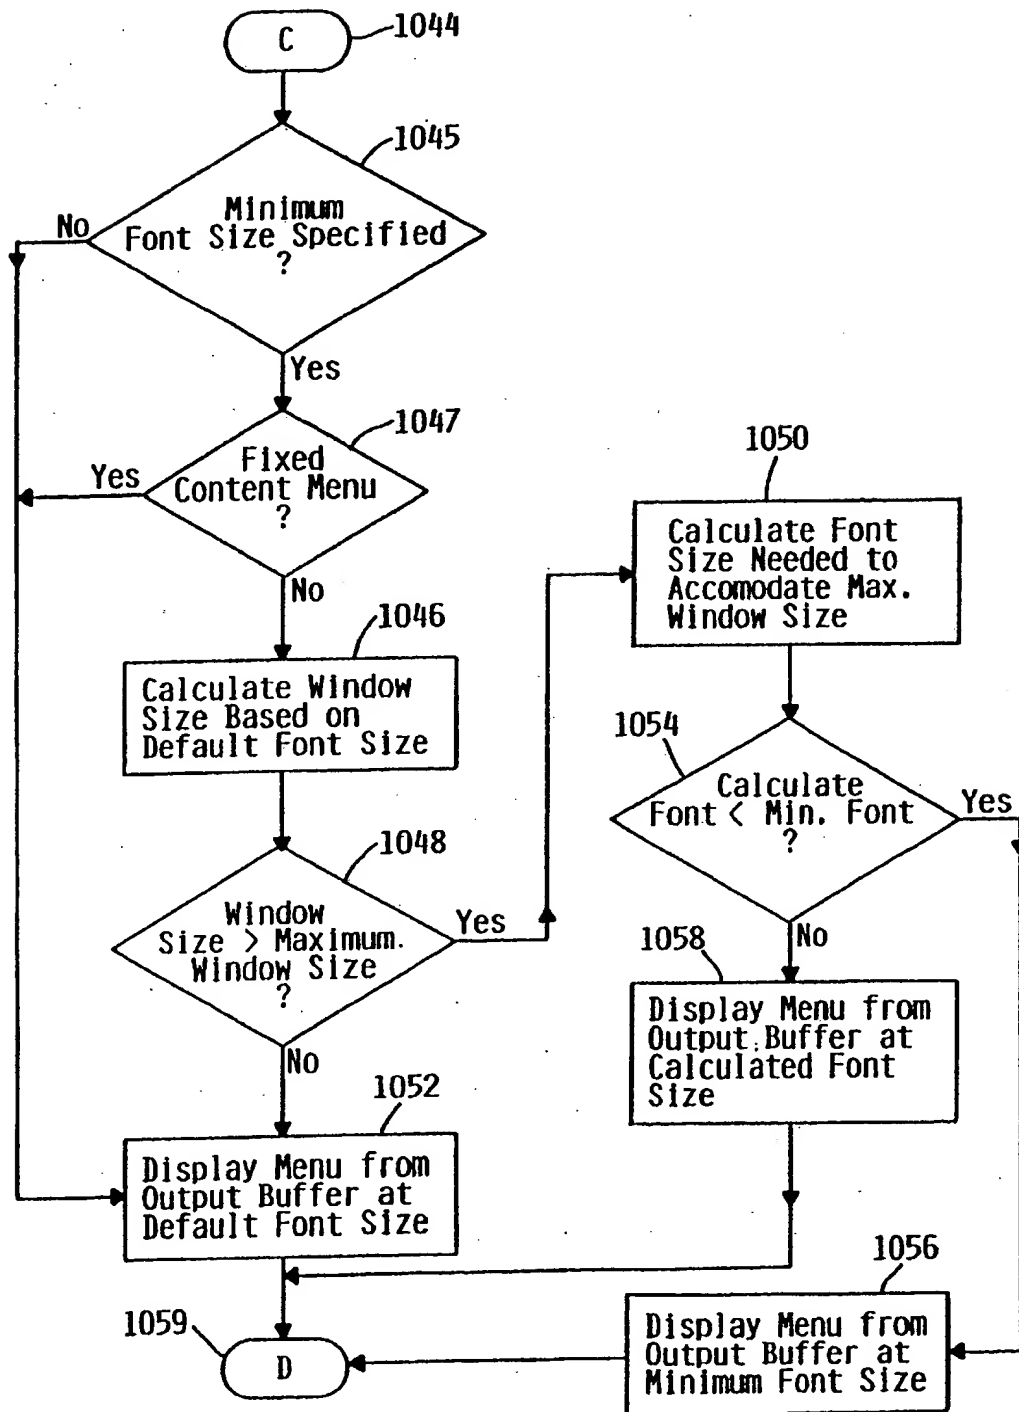 C
1044
1045
Minimum
Font Size Specified
?
No
Yes
1047
Fixed
Content Menu
?
Yes
No
1046
Calculate Window
Size Based on
Default Font Size
1048
Window
Size > Maximum.
Window Size
?
Yes
No
1052
Display Menu from
Output Buffer at
Default Font Size
1050
Calculate Font
Size Needed to
Accomodate Max.
Window Size
1054
Calculate
Font < Min. Font
?
Yes
No
1058
Display Menu from
Output Buffer at
Calculated Font
Size
1056
Display Menu from
Output Buffer at
Minimum Font Size
1059
D